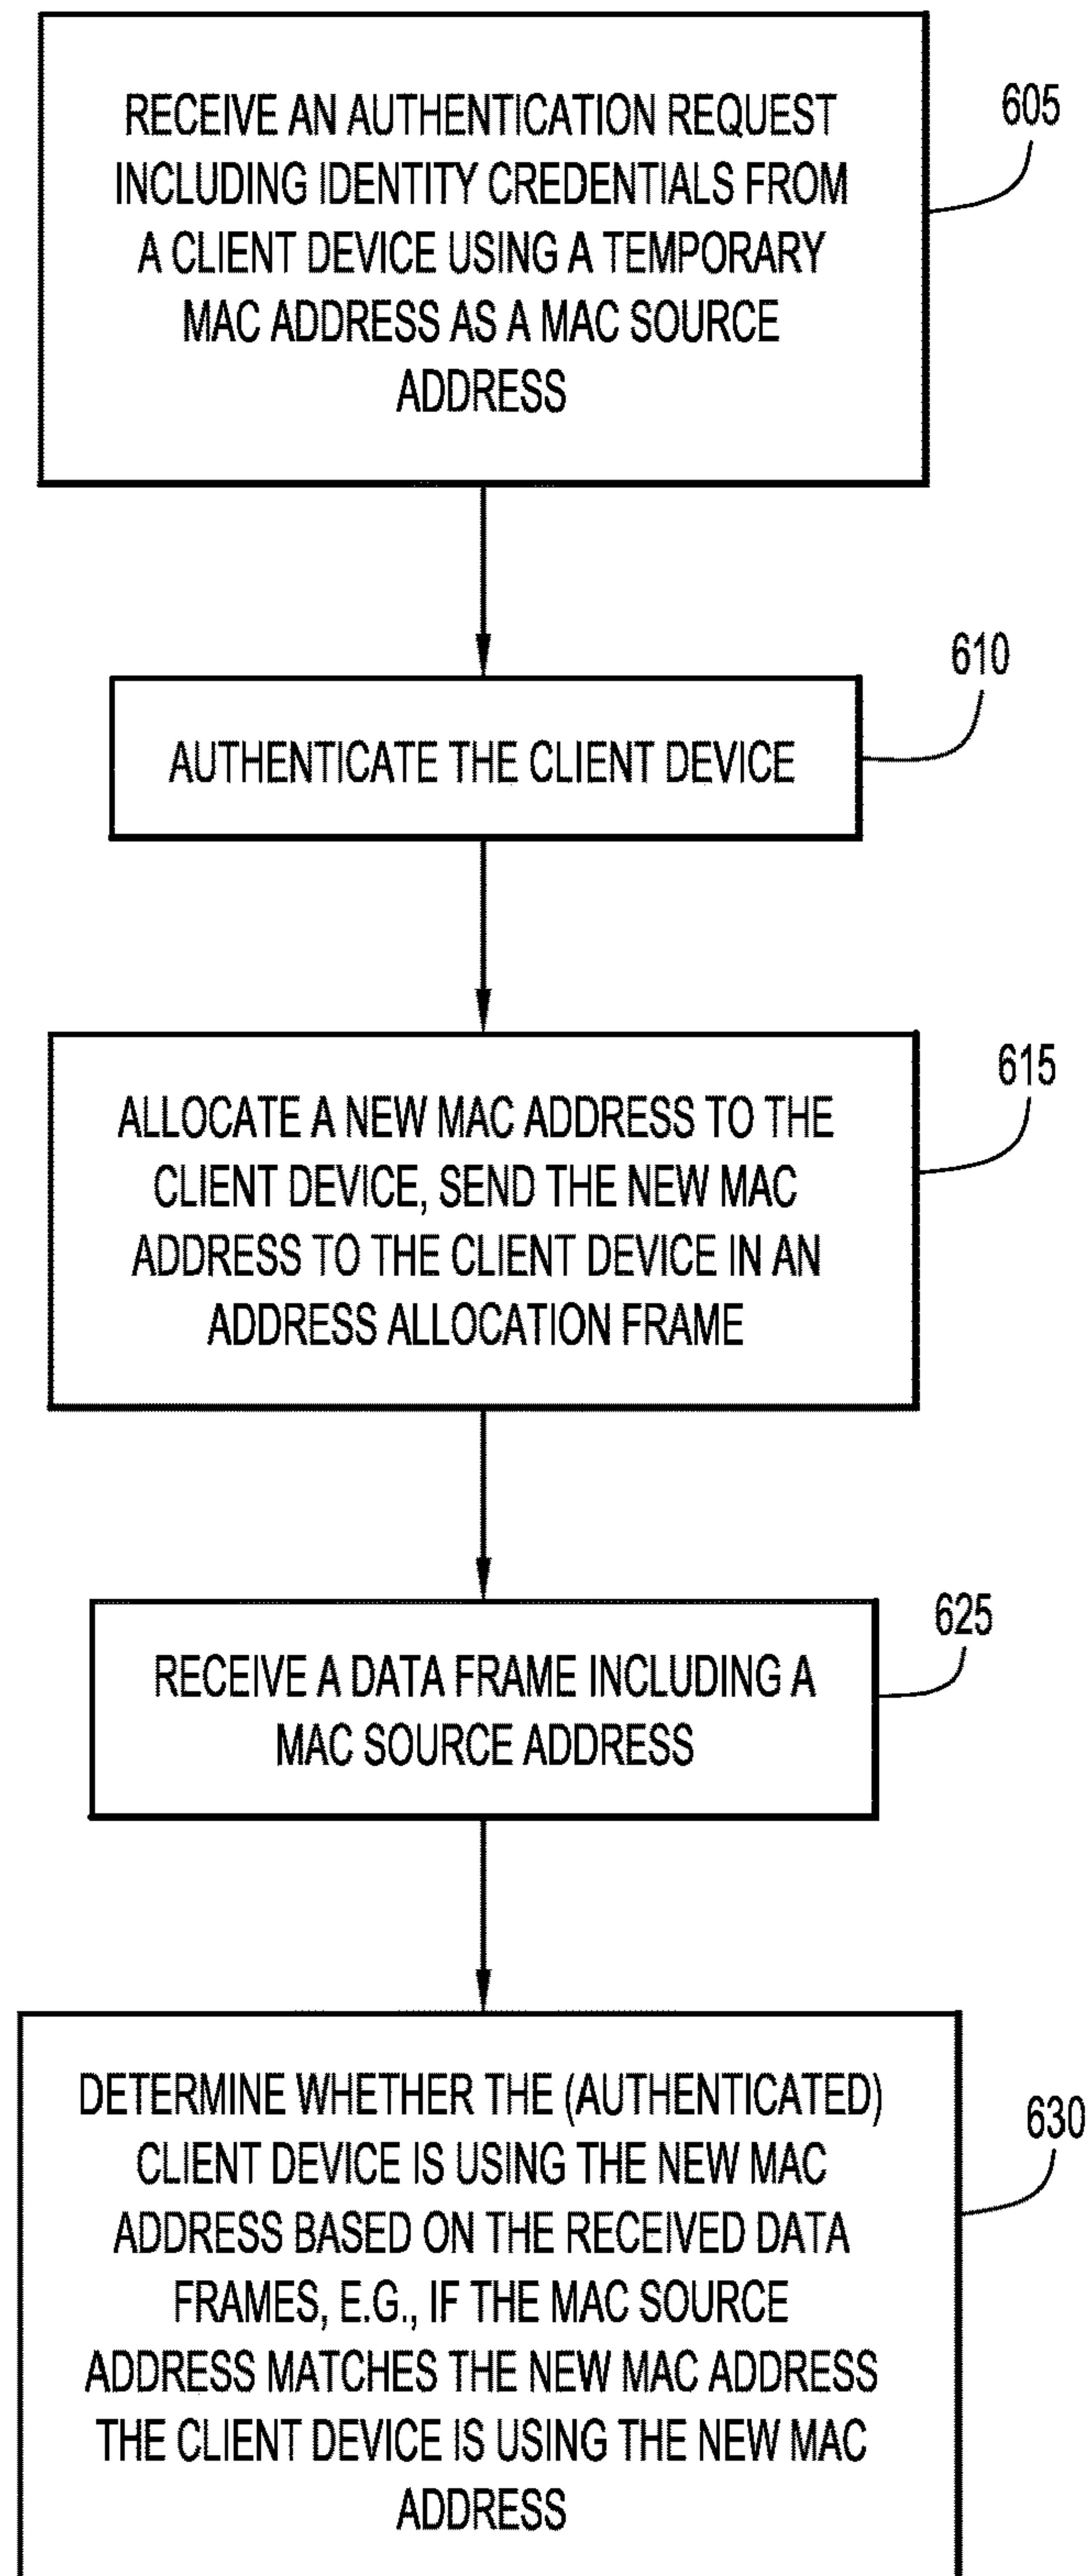 RECEIVE AN AUTHENTICATION REQUEST
INCLUDING IDENTITY CREDENTIALS FROM
A CLIENT DEVICE USING A TEMPORARY
MAC ADDRESS AS A MAC SOURCE
ADDRESS
605
AUTHENTICATE THE CLIENT DEVICE
610
ALLOCATE A NEW MAC ADDRESS TO THE
CLIENT DEVICE, SEND THE NEW MAC
ADDRESS TO THE CLIENT DEVICE IN AN
ADDRESS ALLOCATION FRAME
615
RECEIVE A DATA FRAME INCLUDING A
MAC SOURCE ADDRESS
625
DETERMINE WHETHER THE (AUTHENTICATED)
CLIENT DEVICE IS USING THE NEW MAC
ADDRESS BASED ON THE RECEIVED DATA
FRAMES, E.G., IF THE MAC SOURCE
ADDRESS MATCHES THE NEW MAC ADDRESS
THE CLIENT DEVICE IS USING THE NEW MAC
ADDRESS
630